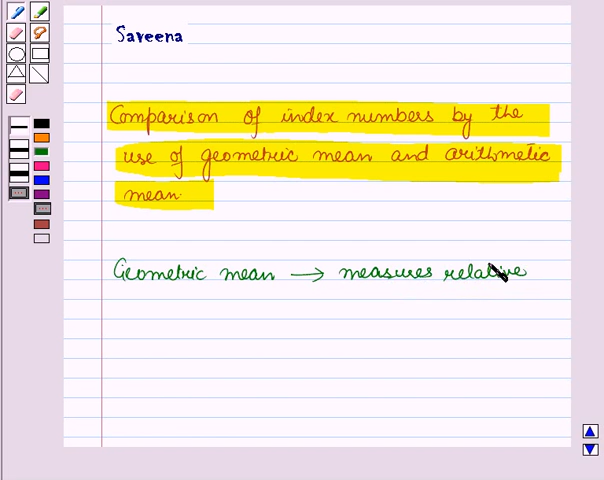 Saveena
Comparison of index numbers by the
use of geometric mean and arithmetic
mean.
Geometric mean → measures relative